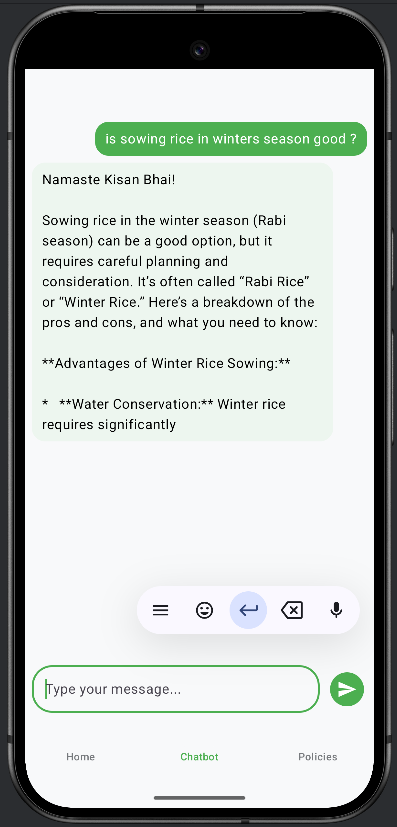 is sowing rice in winters season good ?
Namaste Kisan Bhai!
Sowing rice in the winter season (Rabi
season) can be a good option, but it
requires careful planning and
consideration. It’s often called “Rabi Rice”
or “Winter Rice.” Here’s a breakdown of the
pros and cons, and what you need to know:
**Advantages of Winter Rice Sowing:**
*   **Water Conservation:** Winter rice
requires significantly
Type your message...
Home Chatbot Policies